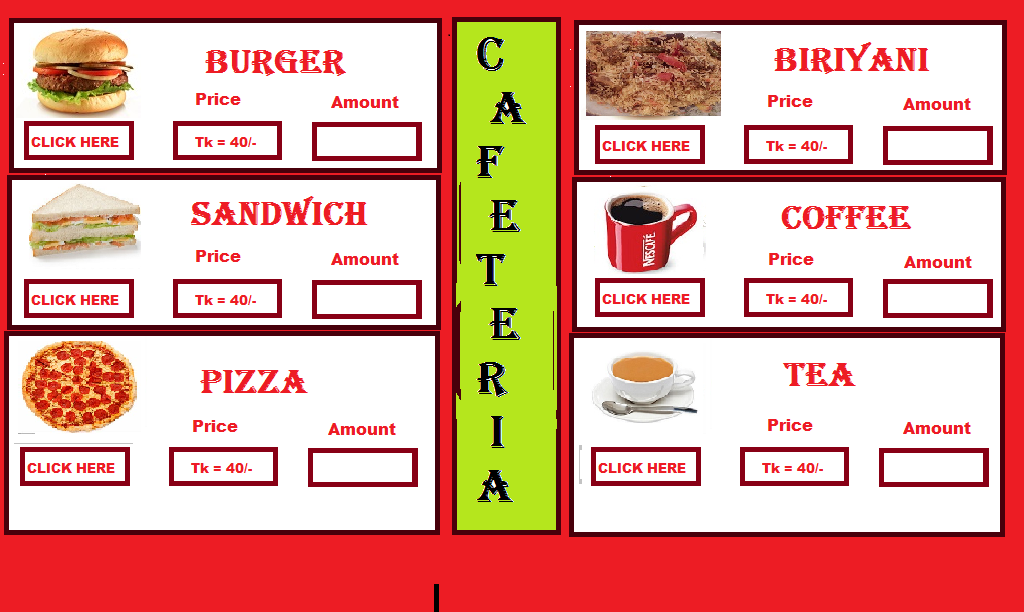 BURGER
Price
Amount
CLICK HERE
Tk = 40/-
SANDWICH
Price
Amount
CLICK HERE
Tk = 40/-
PIZZA
Price
Amount
CLICK HERE
Tk = 40/-
C
A
F
E
T
E
R
I
A
BIRIYANI
Price
Amount
CLICK HERE
Tk = 40/-
COFFEE
NESCAFÉ
Price
Amount
CLICK HERE
Tk = 40/-
TEA
Price
Amount
CLICK HERE
Tk = 40/-